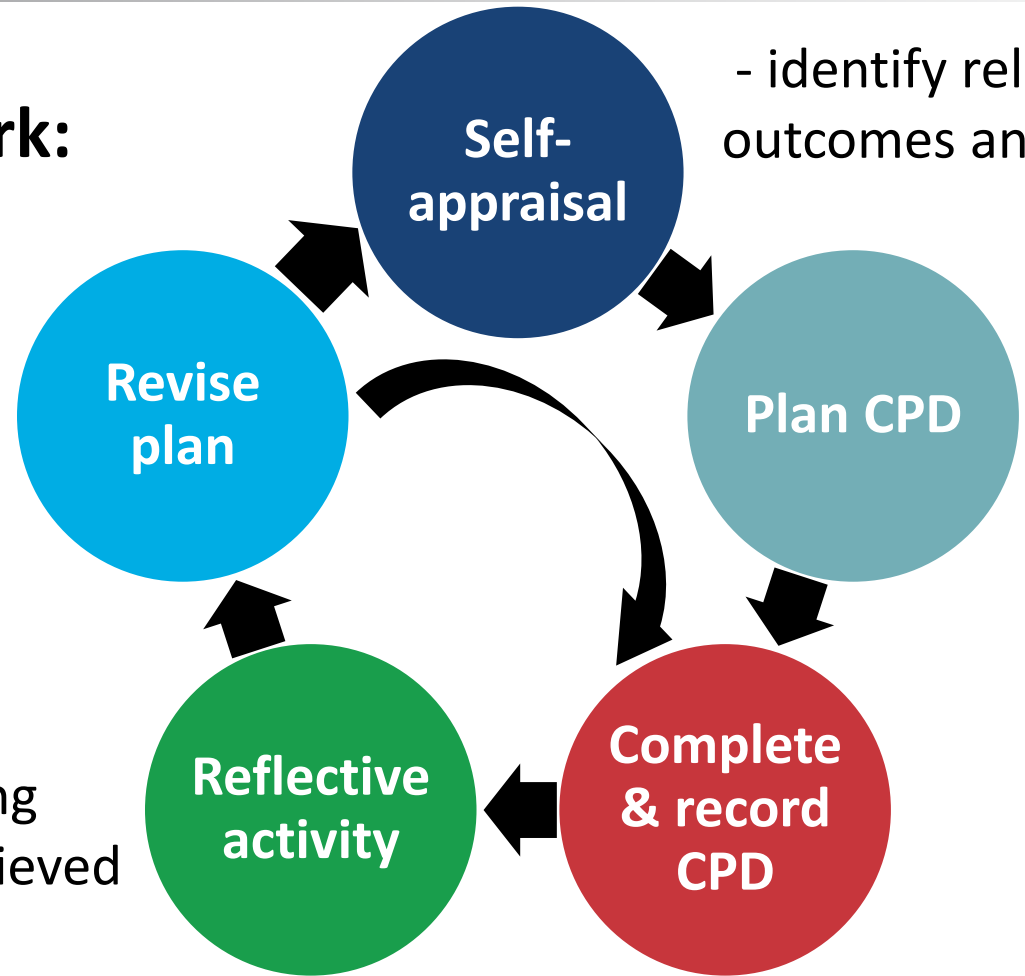 rk:
Self-
appraisal
- identify rel
outcomes an
Revise
plan
Plan CPD
Complete
& record
CPD
Reflective
activity
ng
ieved